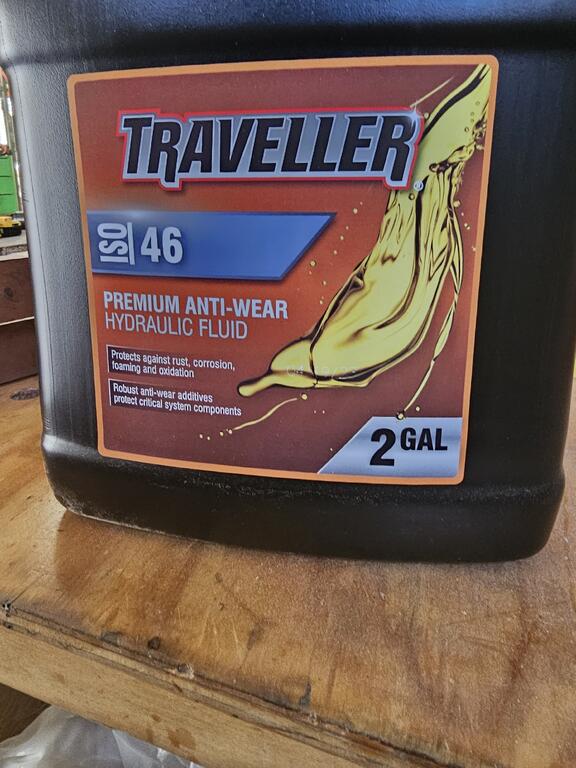 TRAVELLER®
ISO 46
PREMIUM ANTI-WEAR
HYDRAULIC FLUID
Protects against rust, corrosion,
foaming and oxidation
Robust anti-wear additives
protect critical system components
2 GAL